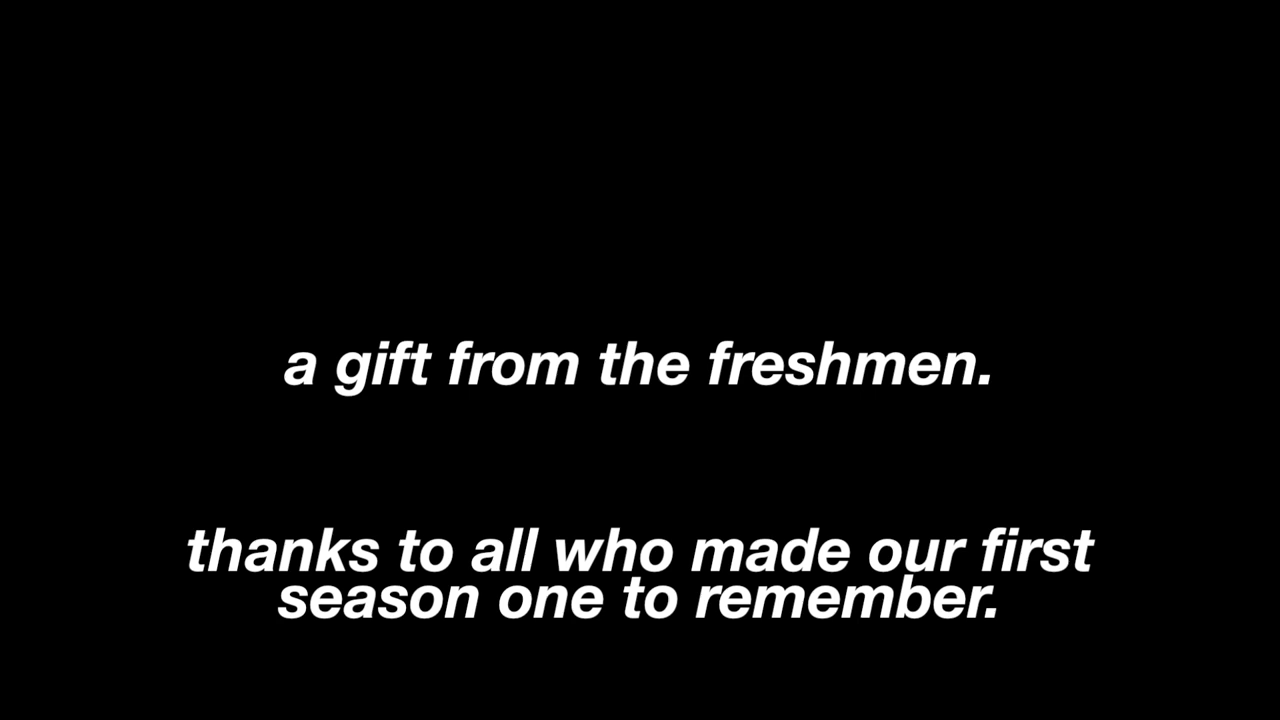 a gift from the freshmen.
thanks to all who made our first
season one to remember.